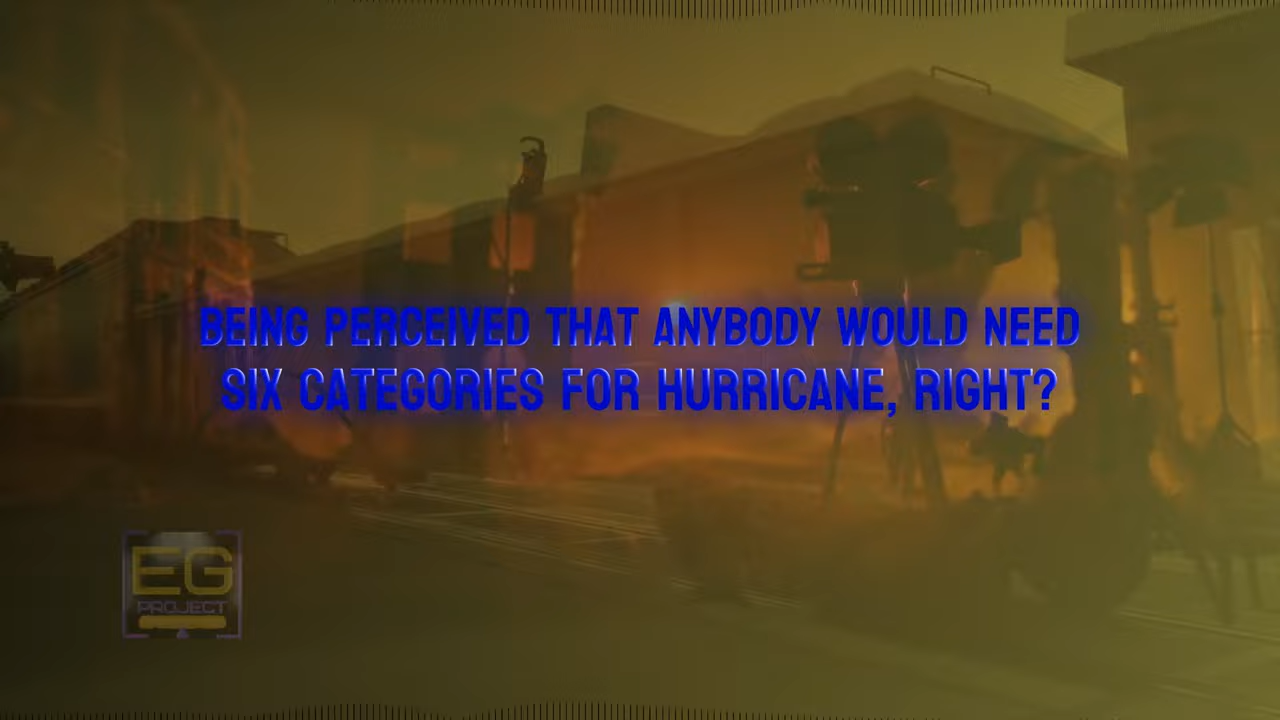 BEING PERCEIVED THAT ANYBODY WOULD NEED
SIX CATEGORIES FOR HURRICANE, RIGHT?
EG
PROJECT